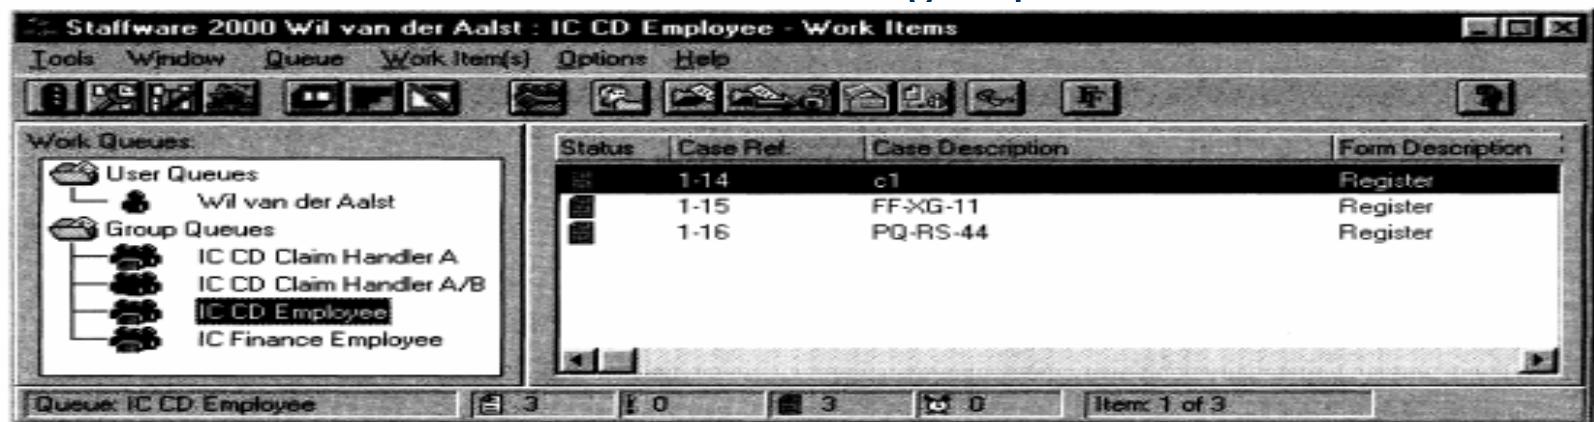 Staffware 2000 Wil van der Aalst : IC CD Employee - Work Items
Tools Window Queue Work Item(s) Options Help
Work Queues:
User Queues
Wil van der Aalst
Group Queues
IC CD Claim Handler A
IC CD Claim Handler A/B
IC CD Employee
IC Finance Employee
Status Case Ref. Case Description Form Description
1-14 c1 Register
1-15 FF-XG-11 Register
1-16 PQ-RS-44 Register
Queue: IC CD Employee 3 0 3 0 Item: 1 of 3